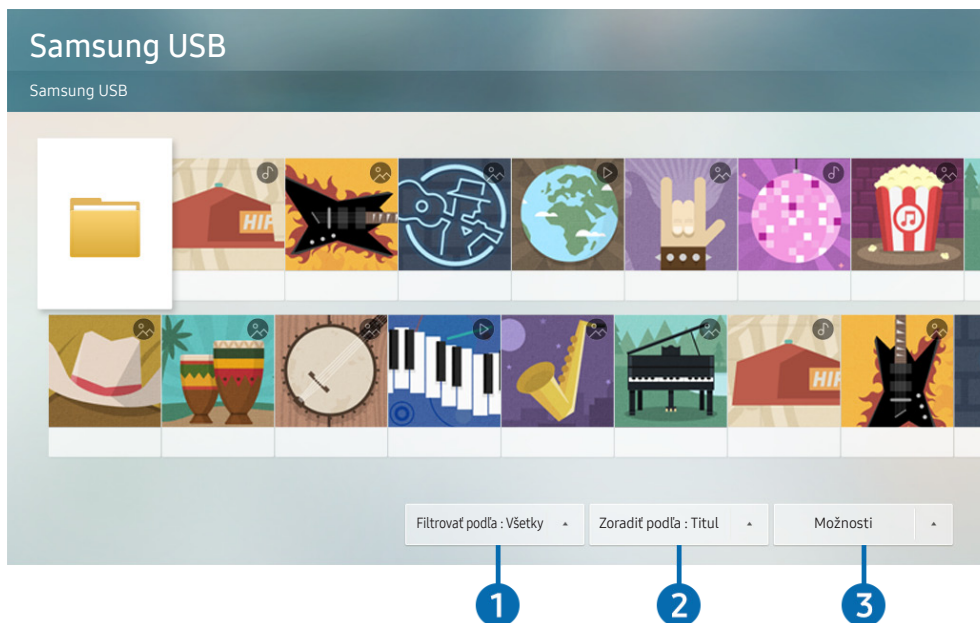 Samsung USB
Samsung USB
HIP
HIP
Filtrovať podľa : Všetky
Zoradiť podľa : Titul
Možnosti
1
2
3